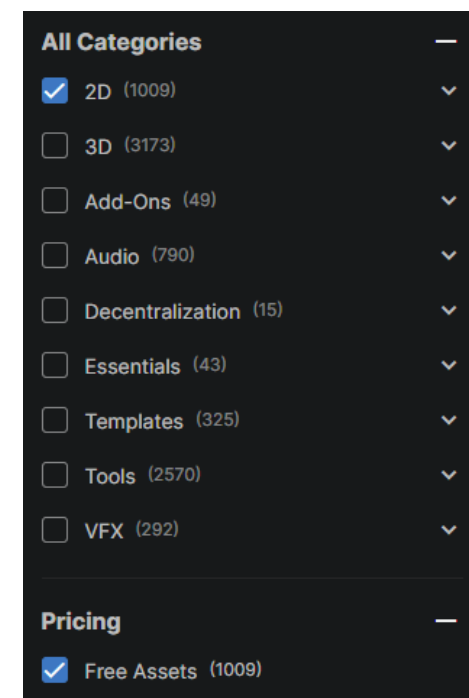 All Categories
2D (1009)
3D (3173)
Add-Ons (49)
Audio (790)
Decentralization (15)
Essentials (43)
Templates (325)
Tools (2570)
VFX (292)
Pricing
Free Assets (1009)